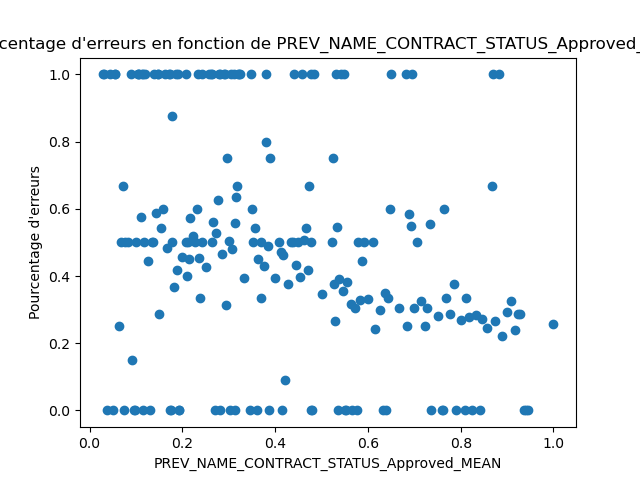 centage d'erreurs en fonction de PREV_NAME_CONTRACT_STATUS_Approved_
1.0
0.8
0.6
0.4
0.2
0.0
Pourcentage d'erreurs
0.0 0.2 0.4 0.6 0.8 1.0
PREV_NAME_CONTRACT_STATUS_Approved_MEAN